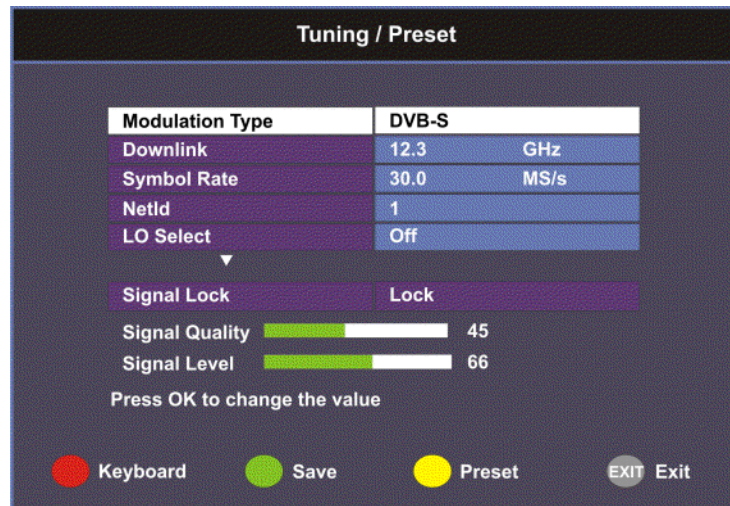 Tuning / Preset
Modulation Type DVB-S
Downlink 12.3 GHz
Symbol Rate 30.0 MS/s
NetId 1
LO Select Off
Signal Lock Lock
Signal Quality 45
Signal Level 66
Press OK to change the value
Keyboard Save Preset EXIT Exit